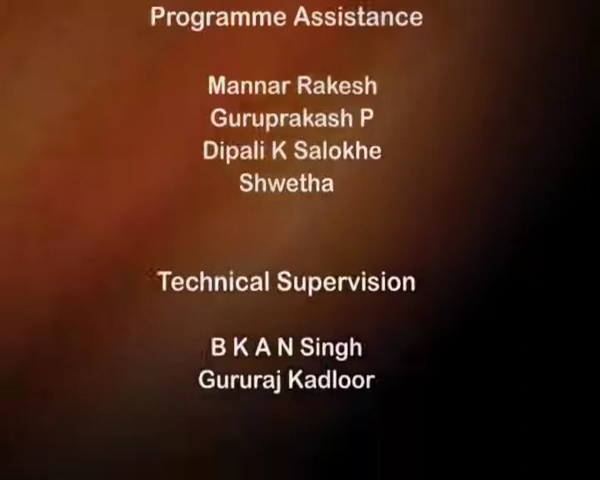 Programme Assistance
Mannar Rakesh
Guruprakash P
Dipali K Salokhe
Shwetha
Technical Supervision
B K A N Singh
Gururaj Kadloor